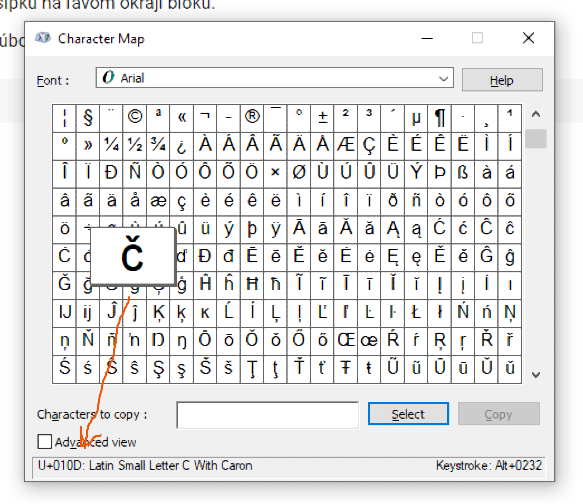 šípku na ľavom okraji bloku.
Character Map
Font :
O Arial
Help
¦ § ¨ © ª « ¬ - ® ¯ ° ± ² ³ ´ µ ¶ · ¸ ¹
º » ¼ ½ ¾ ¿ À Á Â Ã Ä Å Æ Ç È É Ê Ë Ì Í
Î Ï Ð Ñ Ò Ó Ô Õ Ö × Ø Ù Ú Û Ü Ý Þ ß à á
â ã ä å æ ç è é ê ë ì í î ï ð ñ ò ó ô õ
ö û ü ý þ ÿ Ā ā Ă ă Ą ą Ć ć Ĉ ĉ
Č
Ċ ď Đ đ Ē ē Ĕ ĕ Ė ė Ę ę Ě ě Ĝ ĝ
Ğ ğ ģ Ĥ ĥ Ħ ħ Ĩ ĩ Ī ī Ĭ ĭ Į į İ ı
Ĳ ĳ Ĵ ĵ Ķ ķ ĸ Ĺ ĺ Ļ ļ Ľ ľ Ŀ ŀ Ł ł Ń ń Ņ
ņ Ň ň ŉ Ŋ ŋ Ō ō Ŏ ŏ Ő ő Œ œ Ŕ ŕ Ŗ ŗ Ř ř
Ś ś Ŝ ŝ Ş ş Š š Ţ ţ Ť ť Ŧ ŧ Ũ ũ Ū ū Ŭ ŭ
Characters to copy :
Select
Copy
Advanced view
U+010D: Latin Small Letter C With Caron
Keystroke: Alt+0232